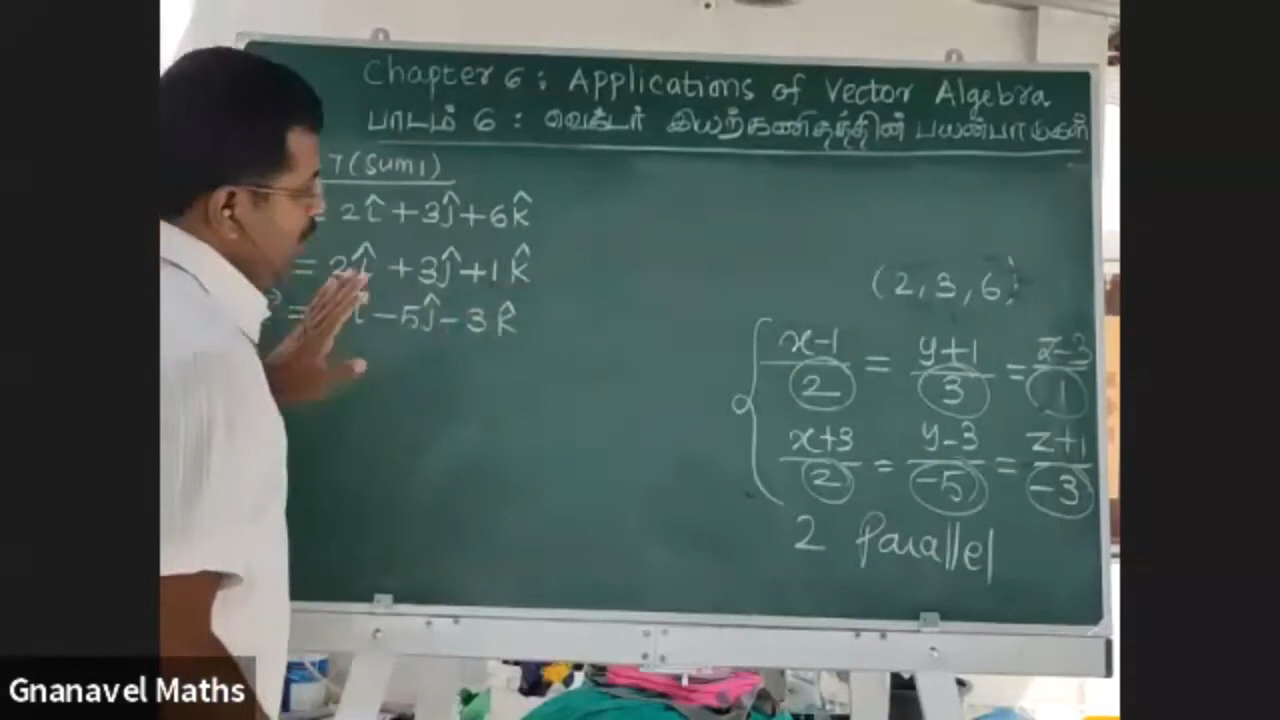 Chapter 6 : Applications of Vector Algebra
பாடம் 6 : வெக்டர் இயற்கணிதத்தின் பயன்பாடுகள்
7 (Sum 1)
= 2î + 3ĵ + 6k̂
= 2î + 3ĵ + 1k̂
= î - 5ĵ - 3k̂
(2, 3, 6)
x-1/2 = y+1/3 = z-3/1
x+3/2 = y-3/-5 = z+1/-3
2 Parallel
Gnanavel Maths